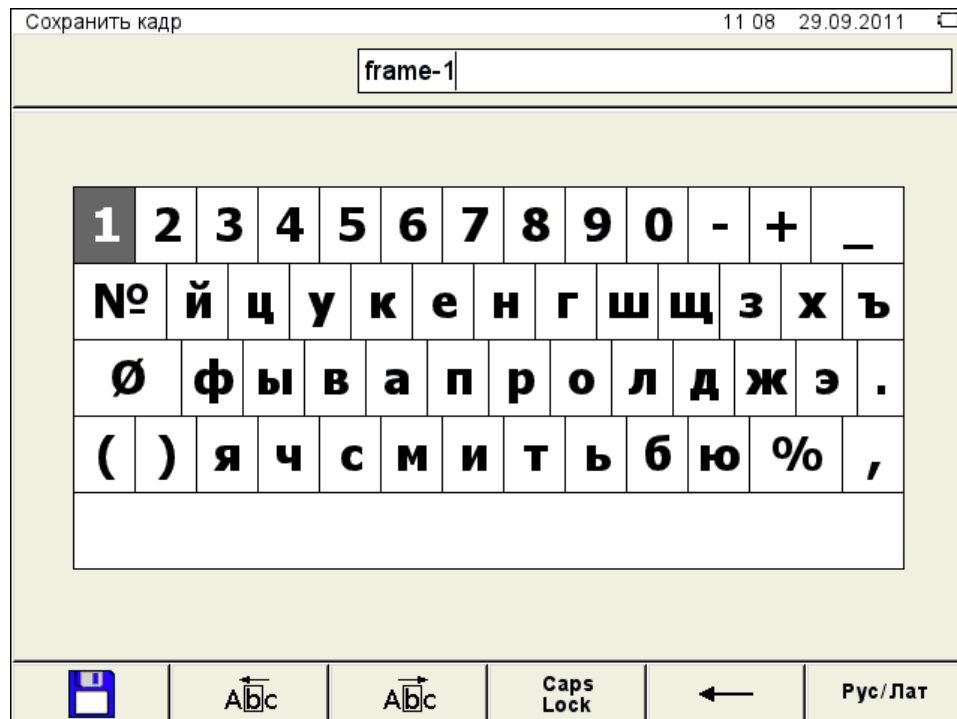 Сохранить кадр 11 08 29.09.2011
frame-1
1 2 3 4 5 6 7 8 9 0 - + _
№ й ц у к е н г ш щ з х ъ
Ø ф ы в а п р о л д ж э .
( ) я ч с м и т ь б ю % ,
Abc Abc Caps Lock Рус/Лат